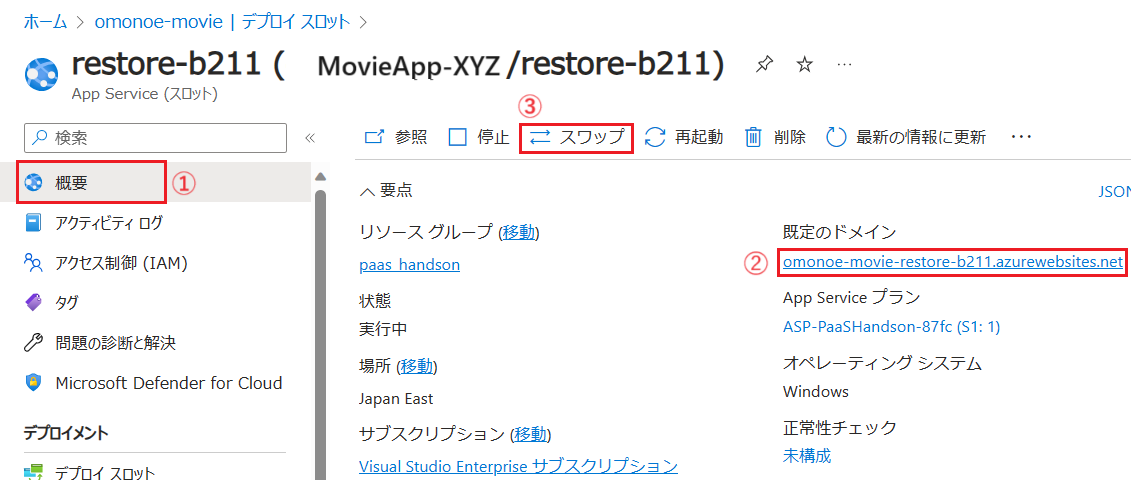 ホーム > omonoe-movie | デプロイ スロット >
restore-b211 ( MovieApp-XYZ /restore-b211) ...
App Service (スロット)
③
検索 «
参照 停止 スワップ 再起動 削除 最新の情報に更新 ...
概要 ①
アクティビティ ログ
アクセス制御 (IAM)
タグ
問題の診断と解決
Microsoft Defender for Cloud
デプロイメント
デプロイ スロット
要点
JSON
リソース グループ (移動)
paas_handson
状態
実行中
場所 (移動)
Japan East
サブスクリプション (移動)
Visual Studio Enterprise サブスクリプション
既定のドメイン
② omonoe-movie-restore-b211.azurewebsites.net
App Service プラン
ASP-PaaSHandson-87fc (S1: 1)
オペレーティング システム
Windows
正常性チェック
未構成